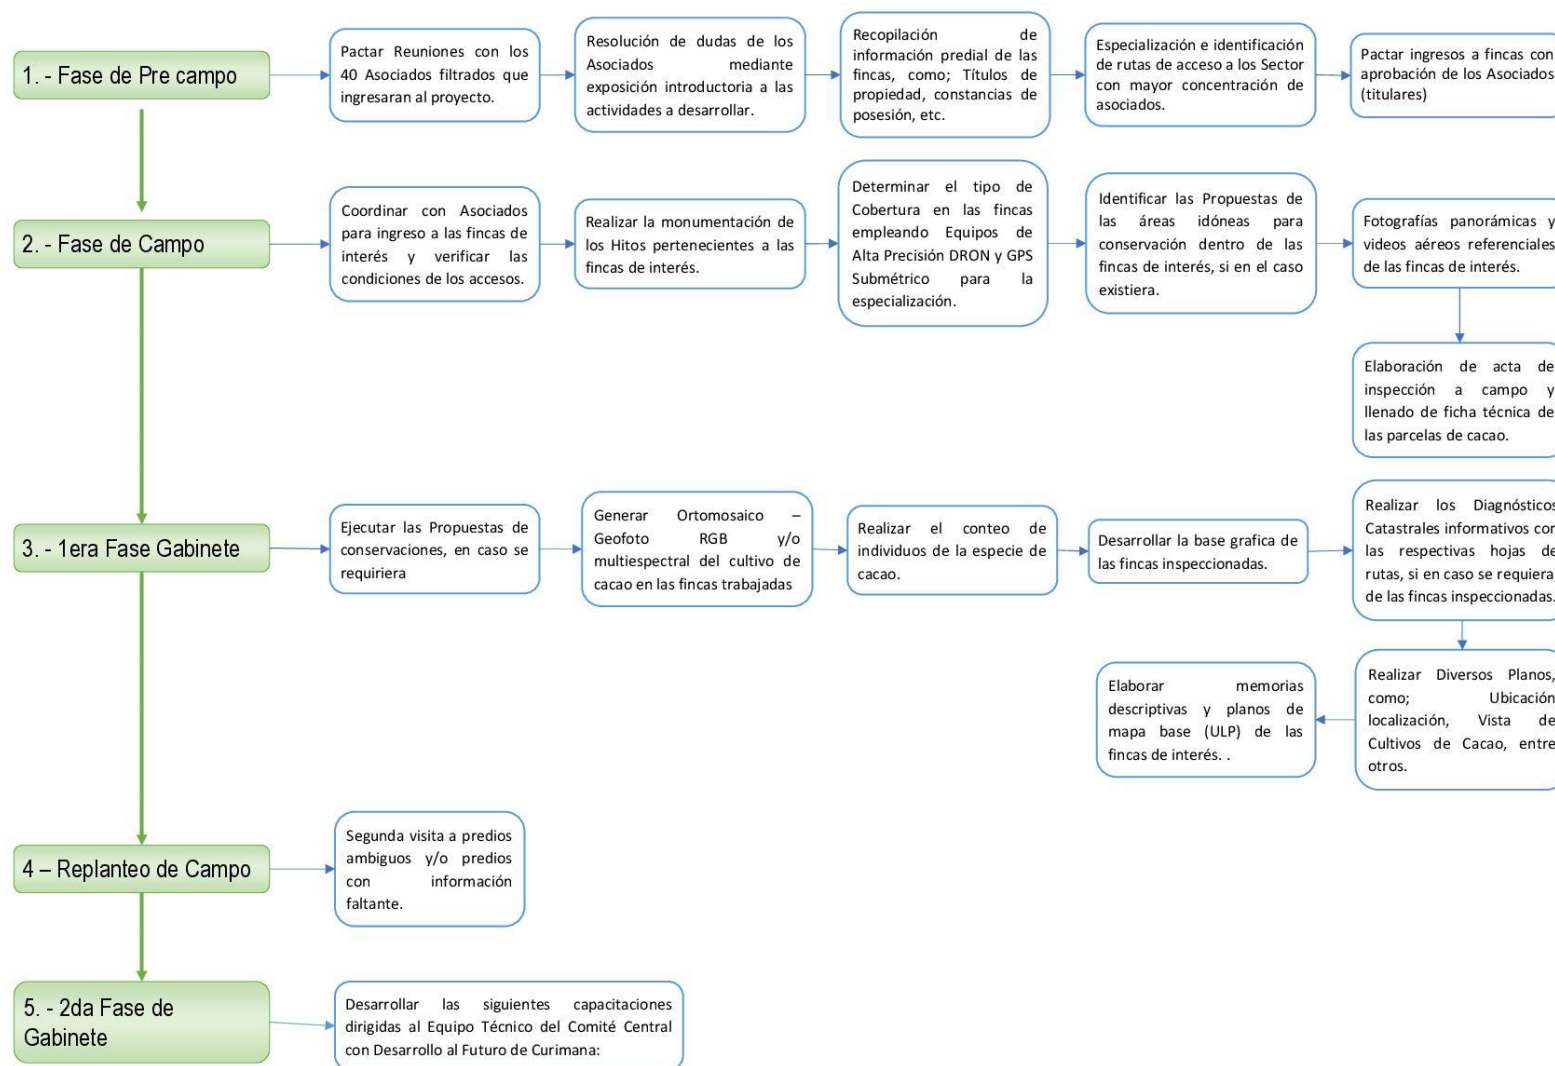 1. - Fase de Pre campo
Pactar Reuniones con los
40 Asociados filtrados que
ingresaran al proyecto.
Resolución de dudas de los
Asociados mediante
exposición introductoria a las
actividades a desarrollar.
Recopilación de
información predial de las
fincas, como; Títulos de
propiedad, constancias de
posesión, etc.
Especialización e identificación
de rutas de acceso a los Sector
con mayor concentración de
asociados.
Pactar ingresos a fincas con
aprobación de los Asociados
(titulares)
2. - Fase de Campo
Coordinar con Asociados
para ingreso a las fincas de
interés y verificar las
condiciones de los accesos.
Realizar la monumentación de
los Hitos pertenecientes a las
fincas de interés.
Determinar el tipo de
Cobertura en las fincas
empleando Equipos de
Alta Precisión DRON y GPS
Submétrico para la
especialización.
Identificar las Propuestas de
las áreas idóneas para
conservación dentro de las
fincas de interés, si en el caso
existiera.
Fotografías panorámicas y
videos aéreos referenciales
de las fincas de interés.
Elaboración de acta de
inspección a campo y
llenado de ficha técnica de
las parcelas de cacao.
3. - 1era Fase Gabinete
Ejecutar las Propuestas de
conservaciones, en caso se
requiriera
Generar Ortomosaico –
Geofoto RGB y/o
multiespectral del cultivo de
cacao en las fincas trabajadas
Realizar el conteo de
individuos de la especie de
cacao.
Desarrollar la base grafica de
las fincas inspeccionadas.
Realizar los Diagnósticos
Catastrales informativos con
las respectivas hojas de
rutas, si en caso se requiera
de las fincas inspeccionadas.
Realizar Diversos Planos,
como; Ubicación
localización, Vista de
Cultivos de Cacao, entre
otros.
Elaborar memorias
descriptivas y planos de
mapa base (ULP) de las
fincas de interés. .
4 – Replanteo de Campo
Segunda visita a predios
ambiguos y/o predios
con información
faltante.
5. - 2da Fase de
Gabinete
Desarrollar las siguientes capacitaciones
dirigidas al Equipo Técnico del Comité Central
con Desarrollo al Futuro de Curimana: